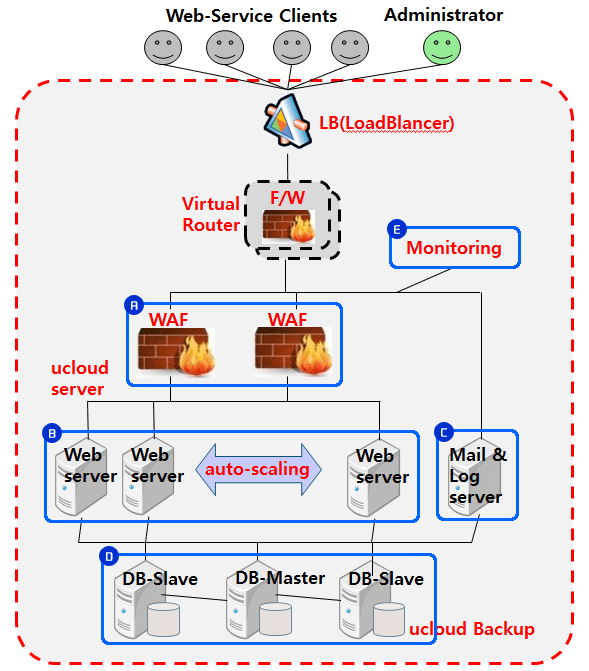 Web-Service Clients
Administrator
LB(LoadBlancer)
Virtual
Router
F/W
E
Monitoring
A
WAF
WAF
ucloud
server
B
Web
server
Web
server
auto-scaling
Web
server
C
Mail &
Log
server
D
DB-Slave
DB-Master
DB-Slave
ucloud Backup